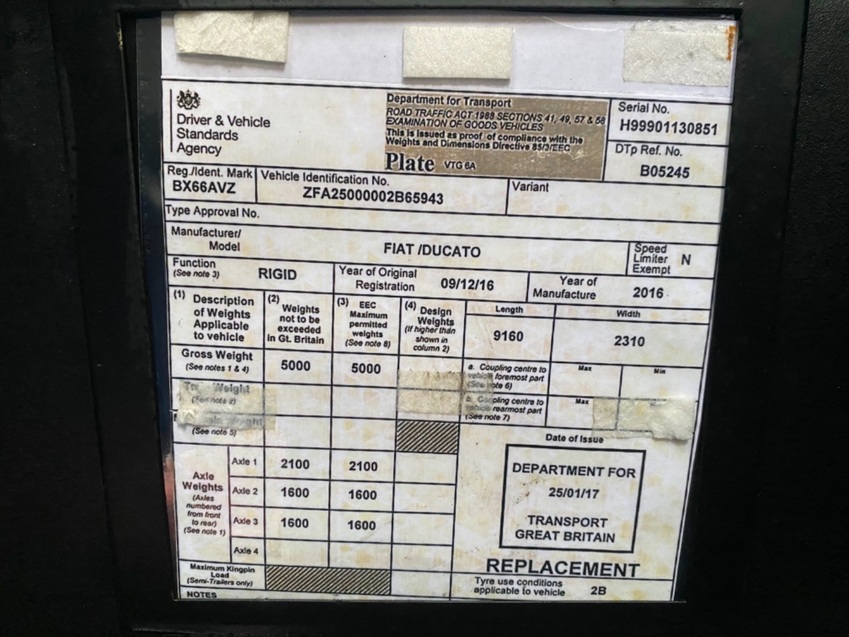 Driver & Vehicle
Standards
Agency
Department for Transport
ROAD TRAFFIC ACT 1988 SECTIONS 41, 49, 57 & 58
EXAMINATION OF GOODS VEHICLES
This is issued as proof of compliance with the
Weights and Dimensions Directive 85/3/EEC
Plate VTG 6A
Serial No.
H99901130851
DTp Ref. No.
B05245
Reg./Ident. Mark
BX66AVZ
Vehicle Identification No.
ZFA25000002B65943
Variant
Type Approval No.
Manufacturer/
Model
FIAT /DUCATO
Speed
Limiter
Exempt
N
Function
(See note 3)
RIGID
Year of Original
Registration
09/12/16
Year of
Manufacture
2016
(1) Description
of Weights
Applicable
to vehicle
(2) Weights
not to be
exceeded
in Gt. Britain
(3) EEC
Maximum
permitted
weights
(See note 8)
(4) Design
Weights
(if higher than
shown in
column 2)
Length
9160
Width
2310
Gross Weight
(See notes 1 & 4)
5000
5000
a. Coupling centre to
vehicle foremost part
(See note 6)
Max
Min
Weight
(See note 2)
b. Coupling centre to
vehicle rearmost part
(See note 7)
Max
Weight
(See note 5)
Axle
Weights
(Axles
numbered
from front
to rear)
(See note 1)
Axle 1
2100
2100
Axle 2
1600
1600
Axle 3
1600
1600
Axle 4
Maximum Kingpin
Load
(Semi-Trailers only)
Date of Issue
DEPARTMENT FOR
25/01/17
TRANSPORT
GREAT BRITAIN
REPLACEMENT
Tyre use conditions
applicable to vehicle
2B
NOTES